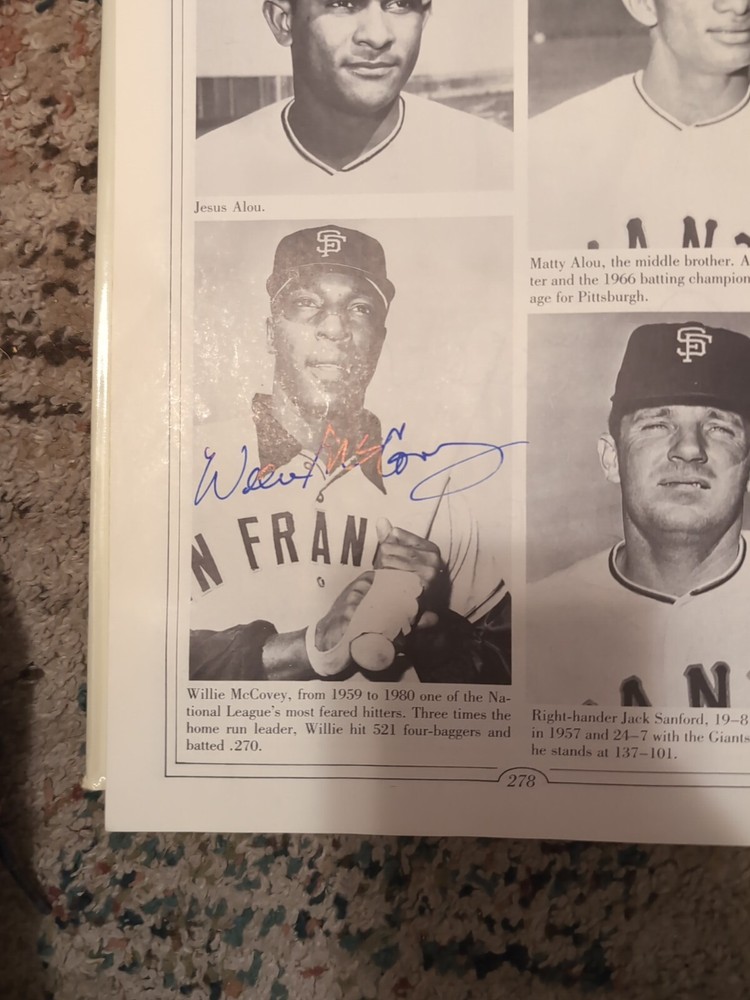 Jesus Alou.
Matty Alou, the middle brother. A
ter and the 1966 batting champion
age for Pittsburgh.
SF
Willie McCovey
N FRAN
Willie McCovey, from 1959 to 1980 one of the Na-
tional League's most feared hitters. Three times the
home run leader, Willie hit 521 four-baggers and
batted .270.
SF
Right-hander Jack Sanford, 19–8
in 1957 and 24–7 with the Giants
he stands at 137–101.
278